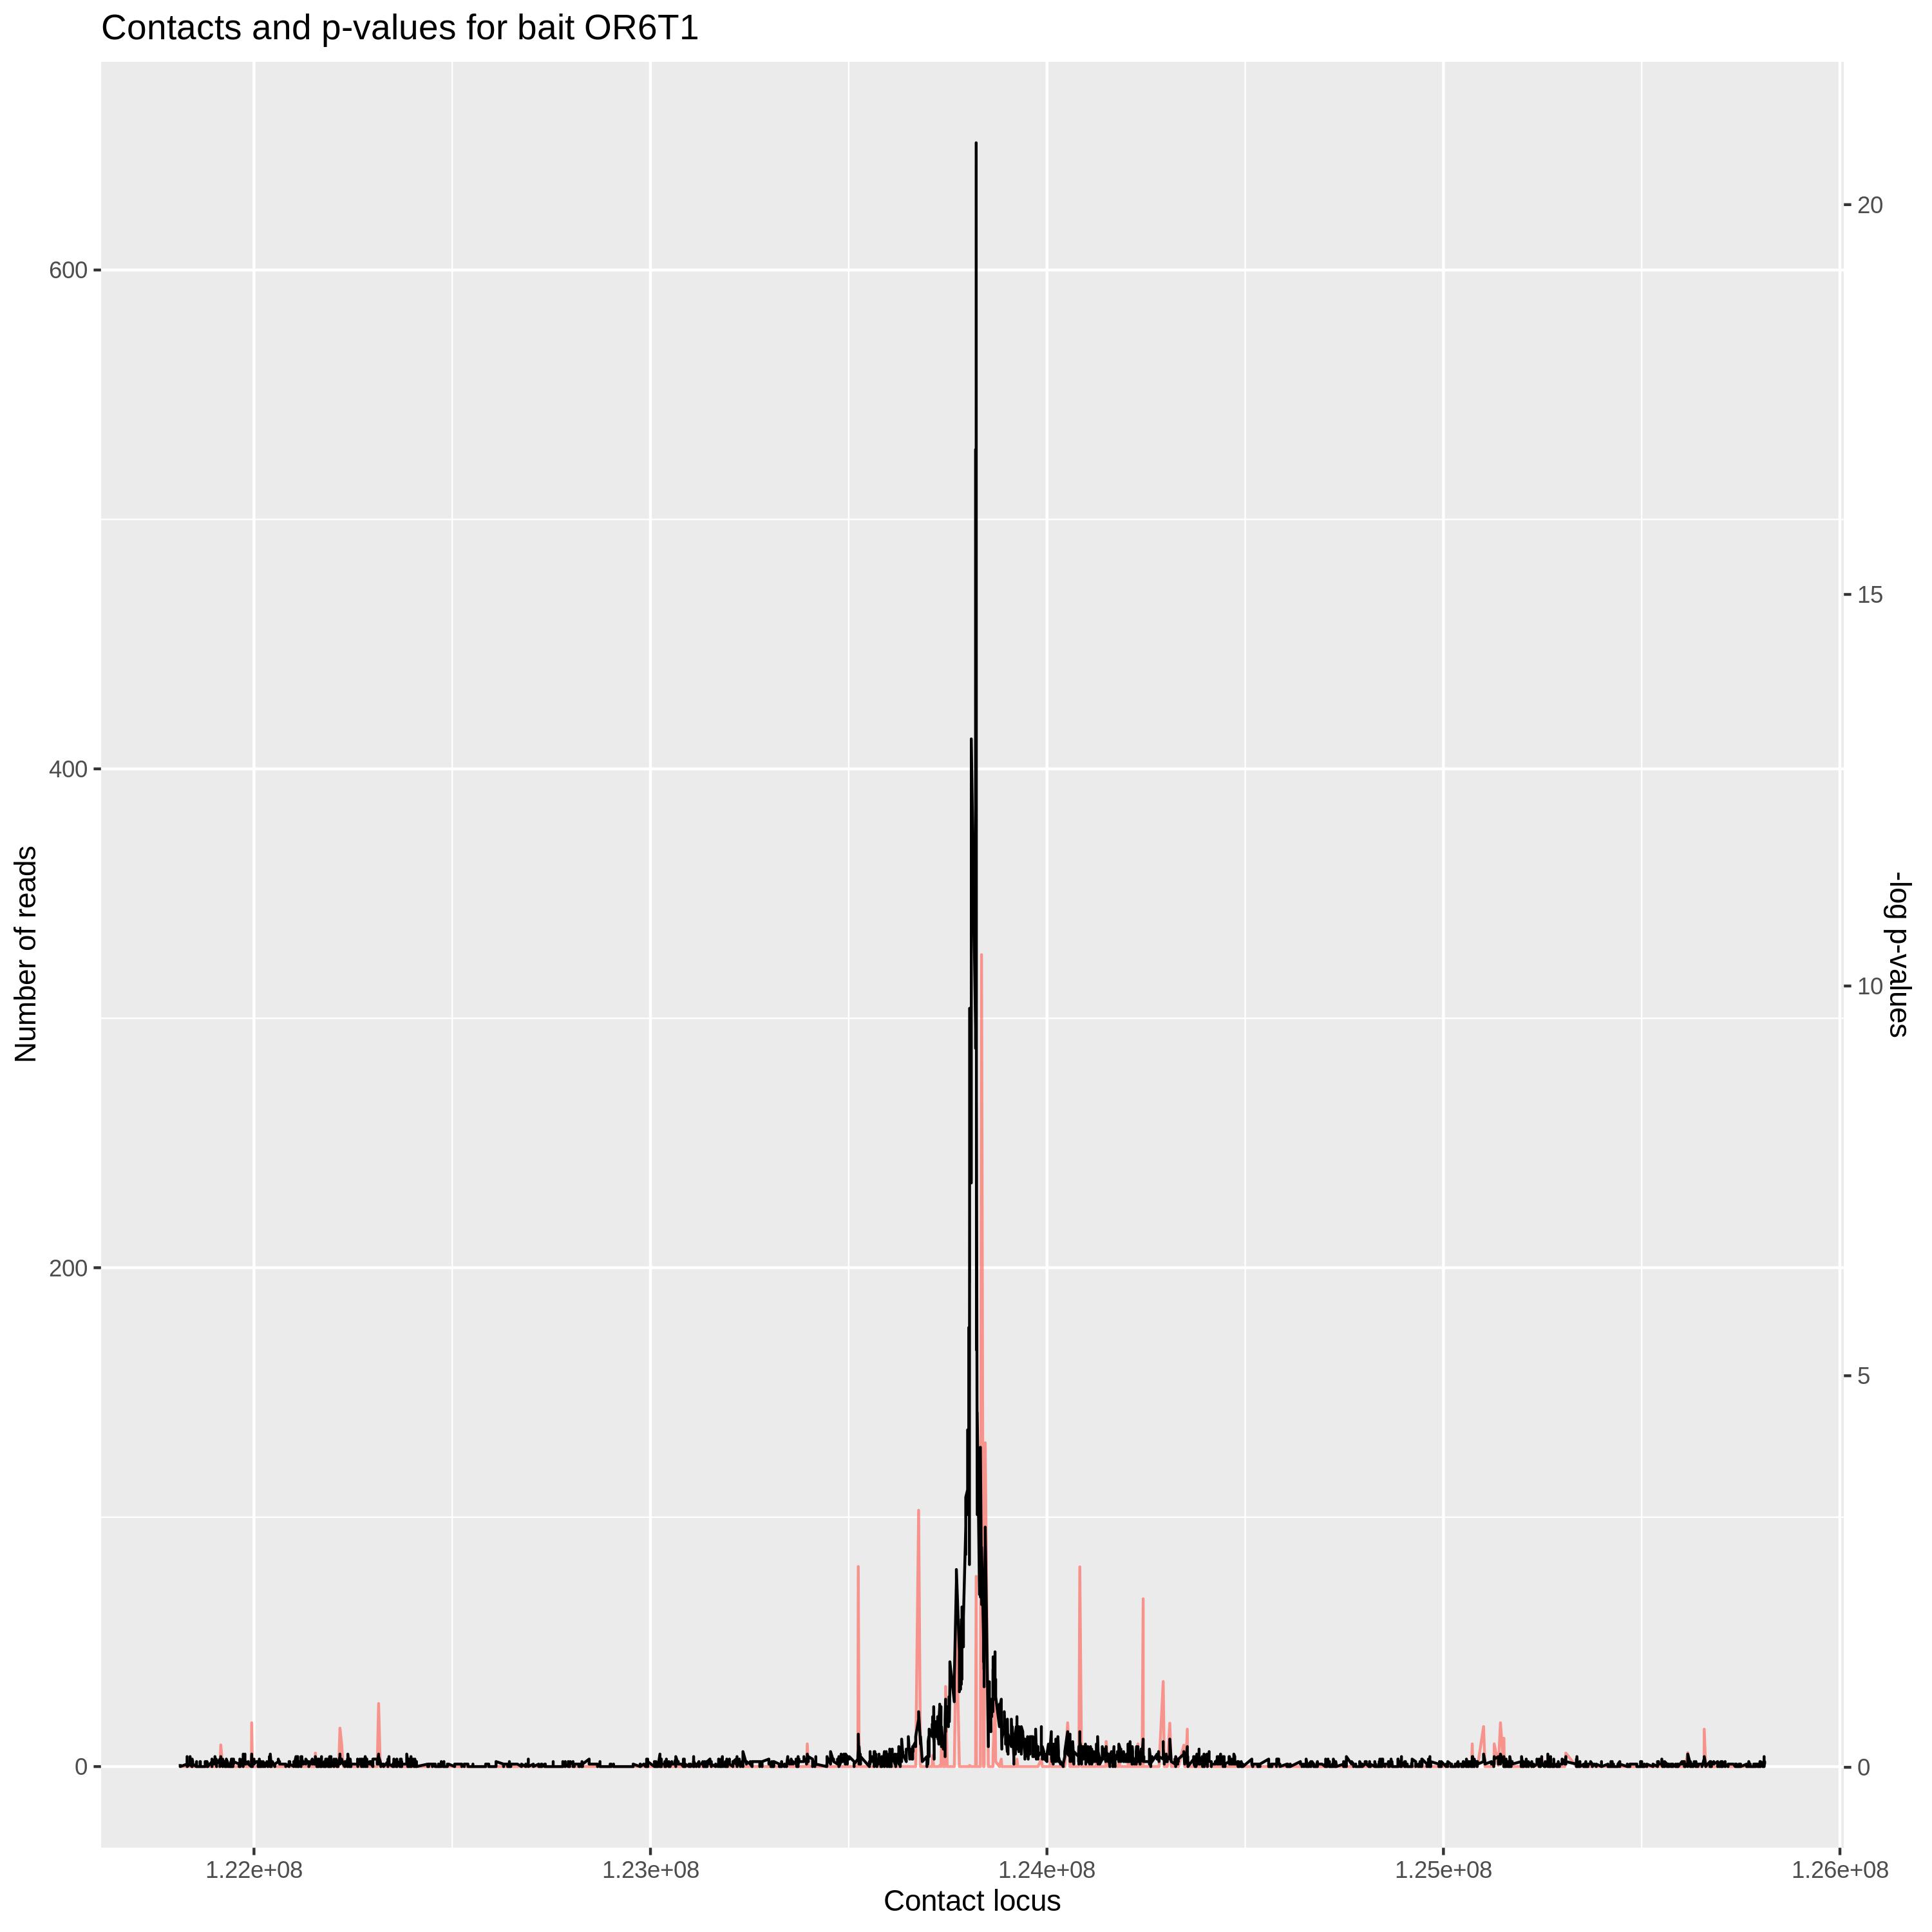 Contacts and p-values for bait OR6T1
600
400
200
0
Number of reads
20
15
10
5
0
-log p-values
1.22e+08
1.23e+08
1.24e+08
1.25e+08
1.26e+08
Contact locus